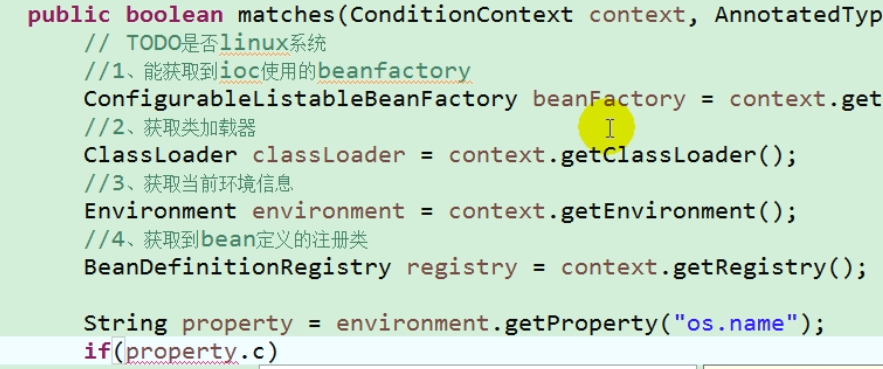 public boolean matches(ConditionContext context, AnnotatedTyp
// TODO是否linux系统
//1、能获取到ioc使用的beanfactory
ConfigurableListableBeanFactory beanFactory = context.get
//2、获取类加载器
ClassLoader classLoader = context.getClassLoader();
//3、获取当前环境信息
Environment environment = context.getEnvironment();
//4、获取到bean定义的注册类
BeanDefinitionRegistry registry = context.getRegistry();
String property = environment.getProperty("os.name");
if(property.c)